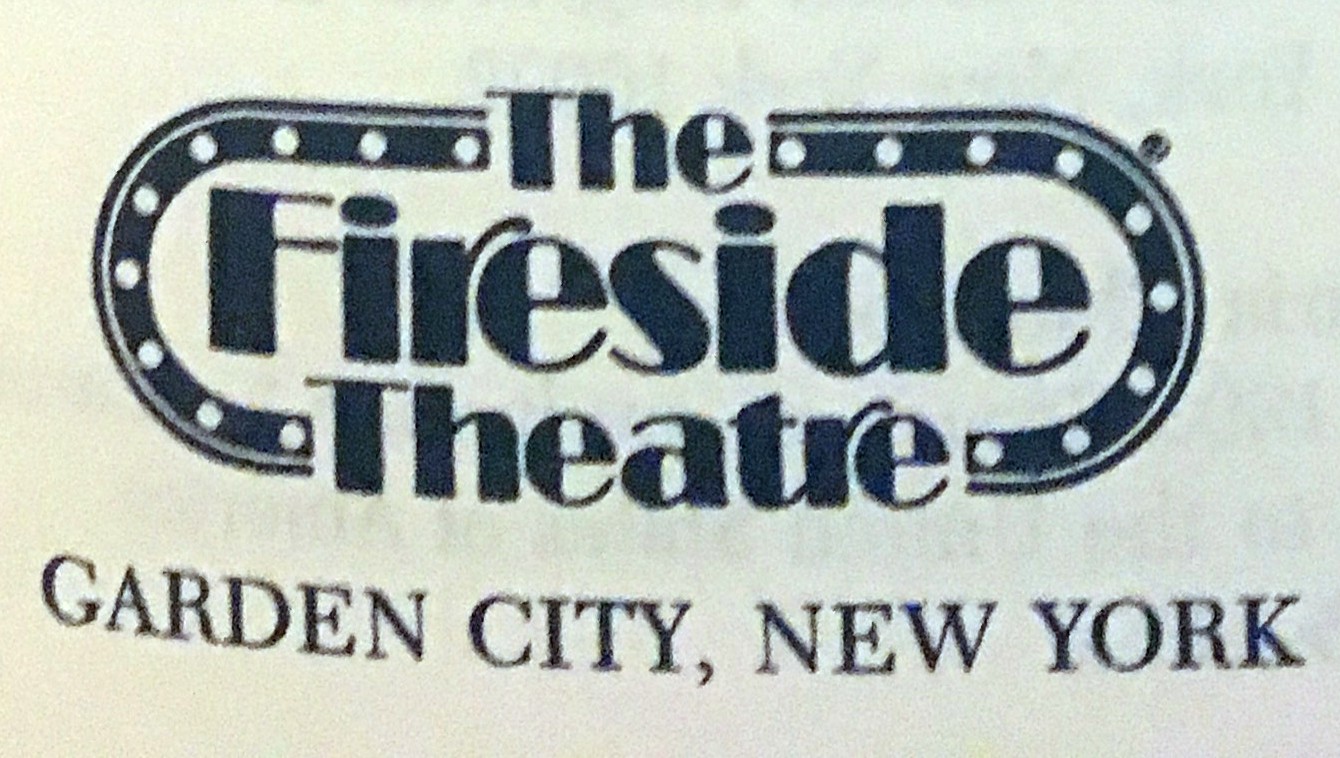 The
Fireside
Theatre
®
GARDEN CITY, NEW YORK